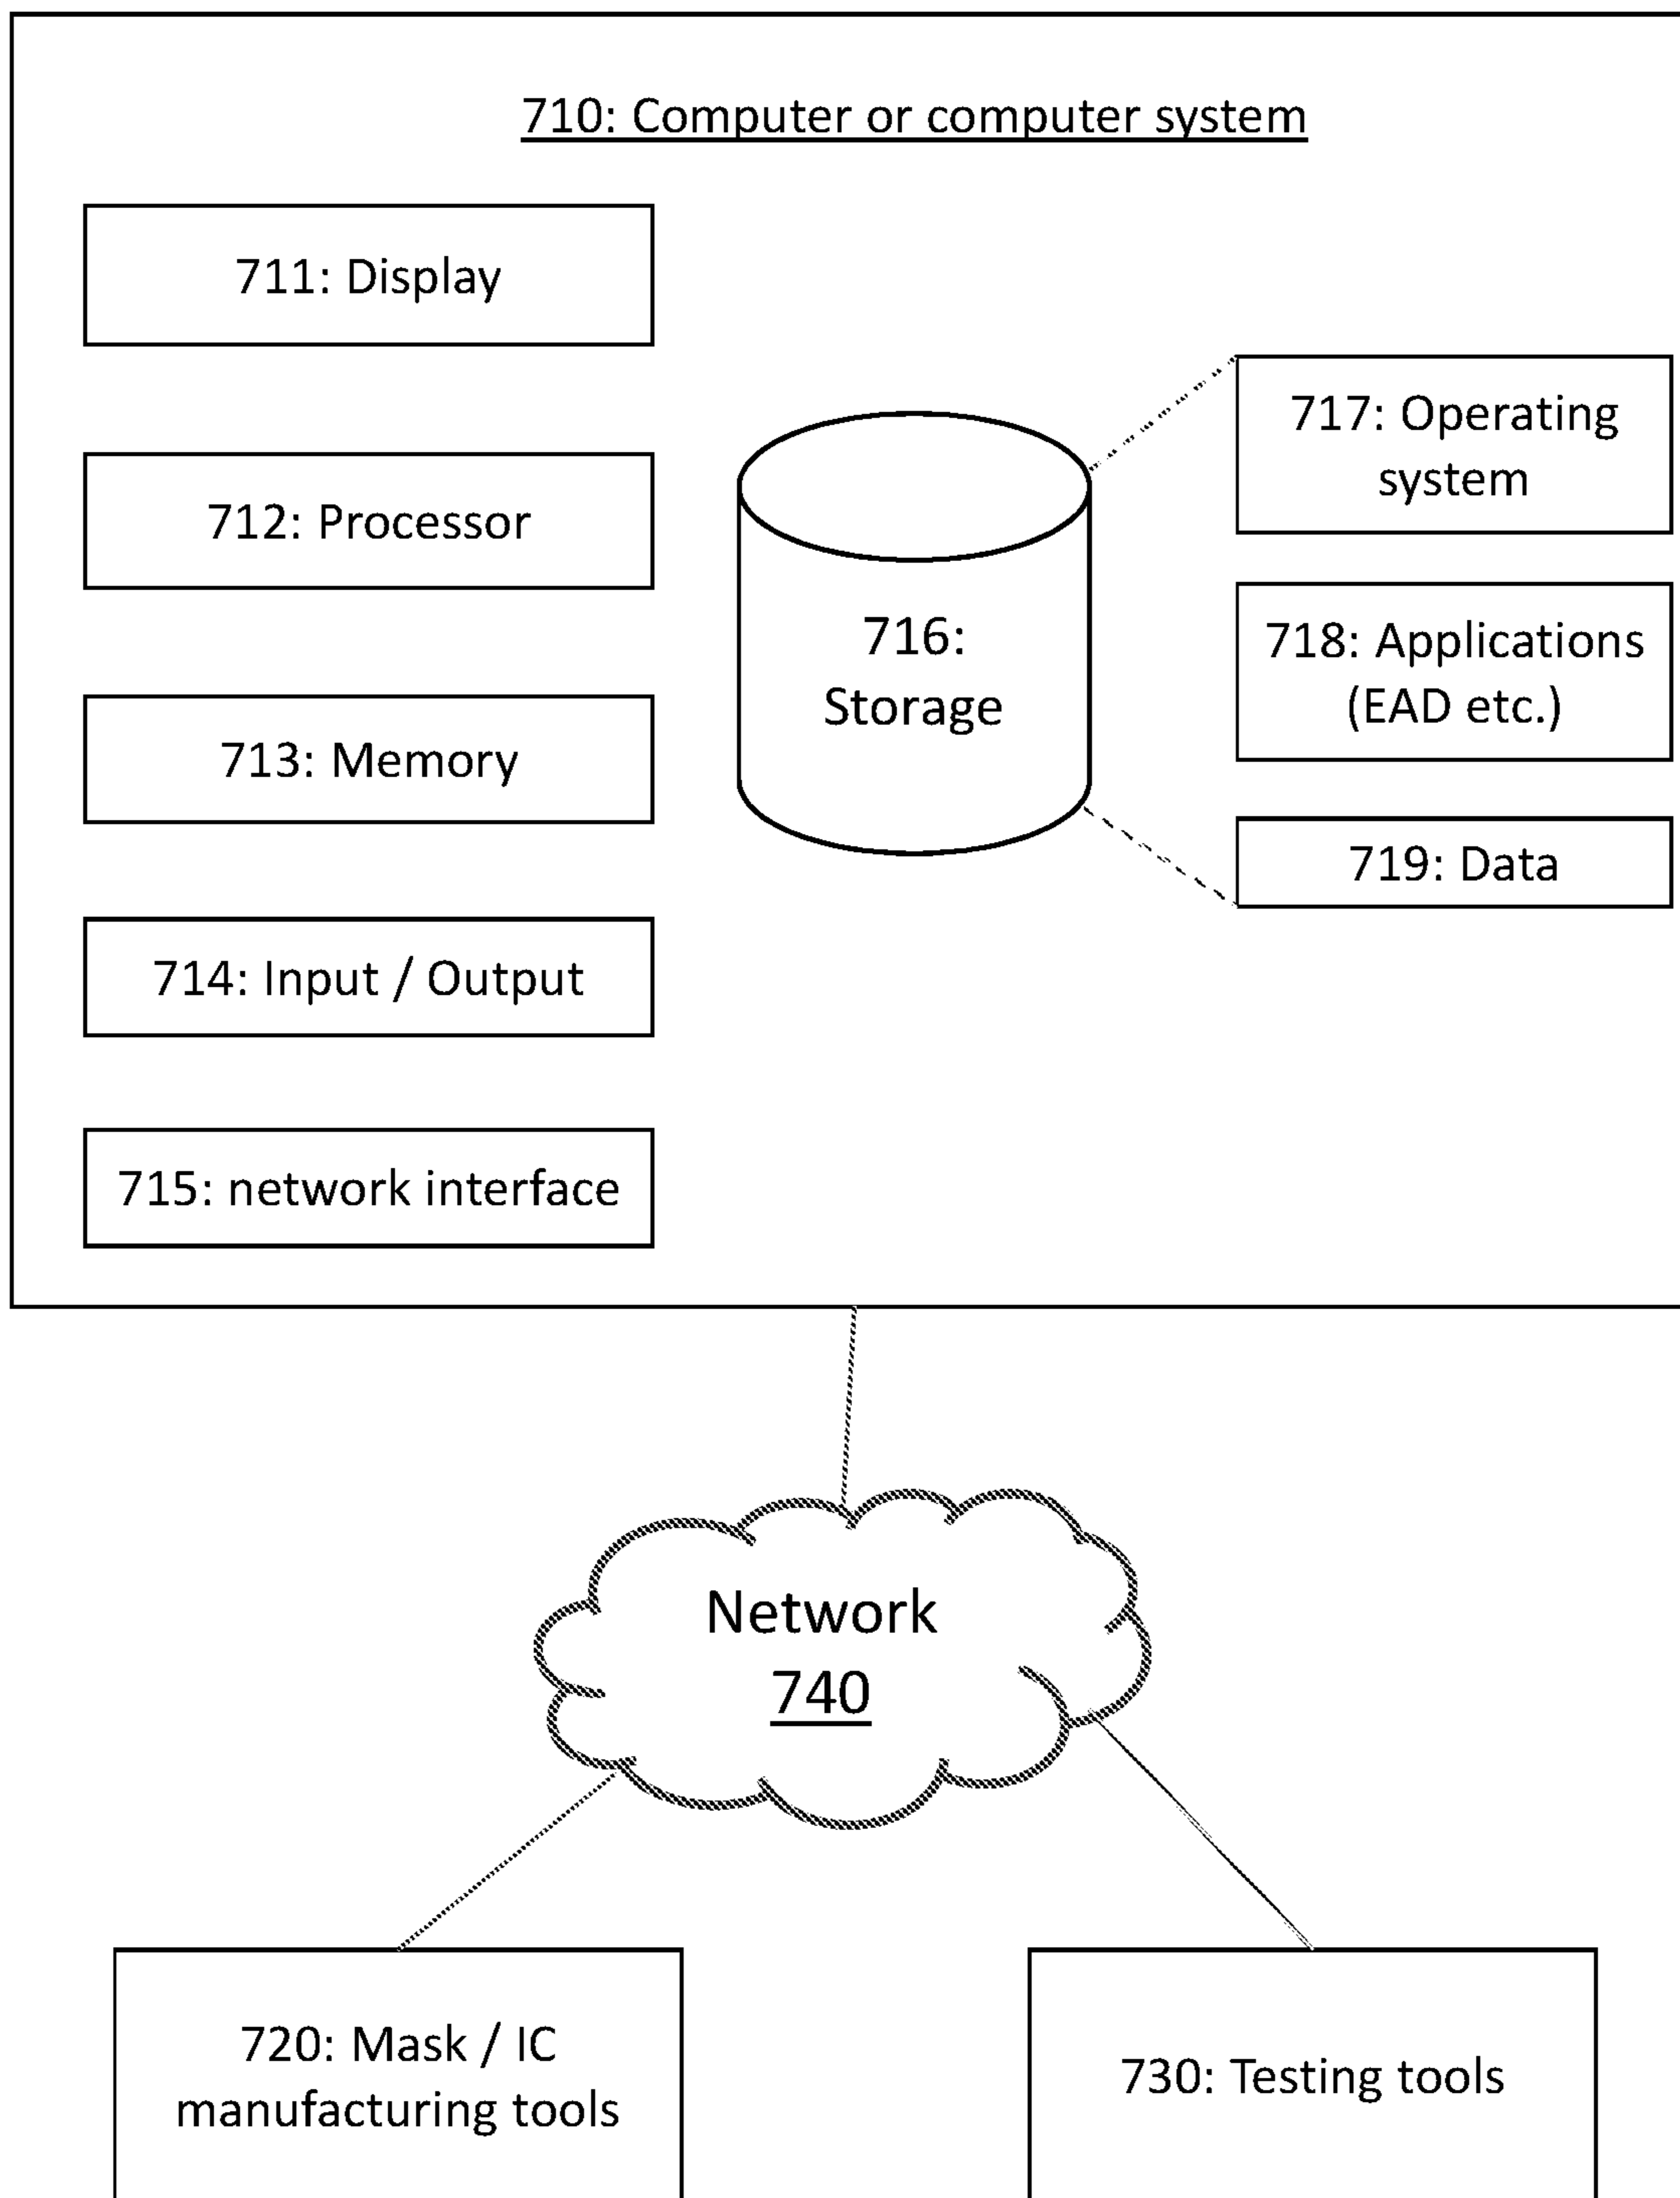 710: Computer or computer system
711: Display
712: Processor
713: Memory
714: Input / Output
715: network interface
716:
Storage
717: Operating
system
718: Applications
(EAD etc.)
719: Data
Network
740
720: Mask / IC
manufacturing tools
730: Testing tools